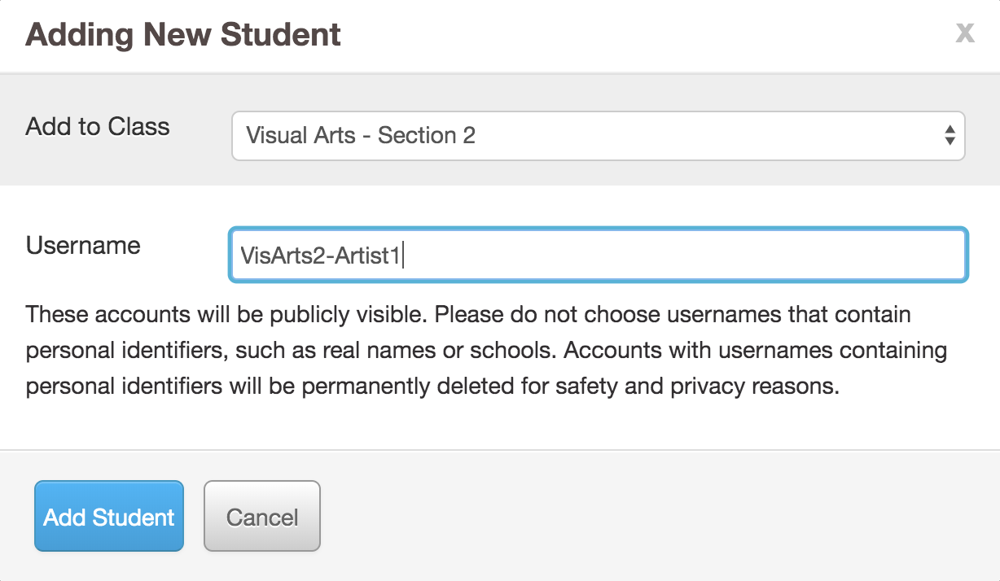 Adding New Student
X
Add to Class
Visual Arts - Section 2
Username
VisArts2-Artist1
These accounts will be publicly visible. Please do not choose usernames that contain
personal identifiers, such as real names or schools. Accounts with usernames containing
personal identifiers will be permanently deleted for safety and privacy reasons.
Add Student
Cancel